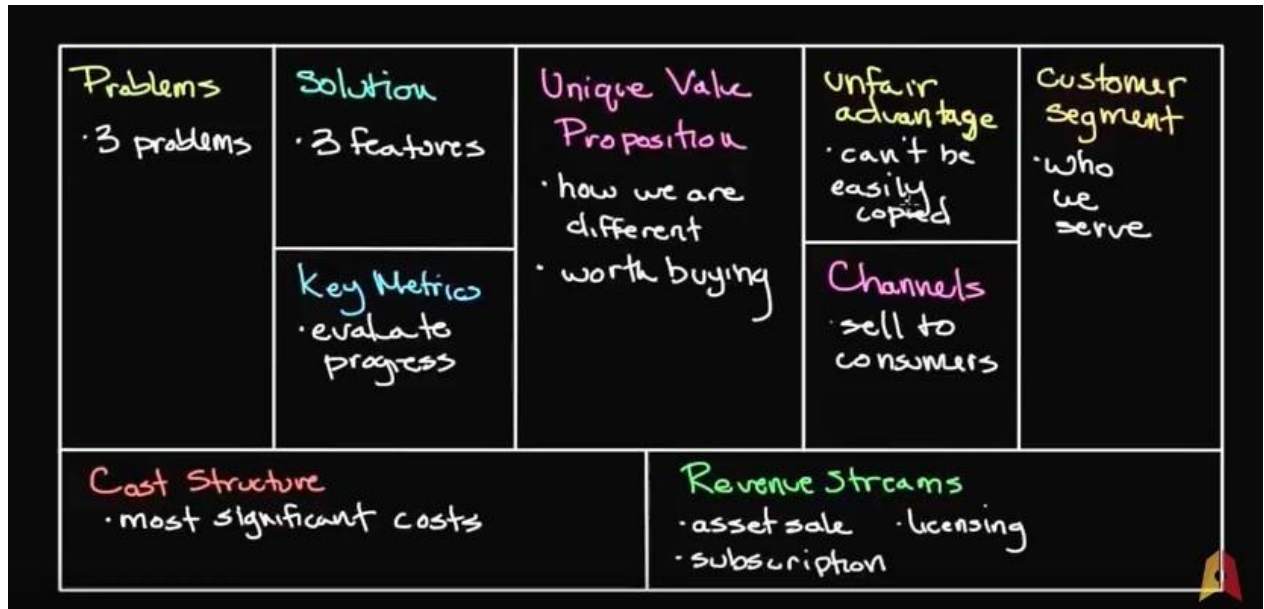 Problems
· 3 problems
Solution
· 3 features
Key Metrics
· evaluate
progress
Unique Value
Proposition
· how we are
different
· worth buying
unfair
advantage
· can't be
easily
copied
Channels
· sell to
consumers
Customer
Segment
· who
we
serve
Cost Structure
· most significant costs
Revenue Streams
· asset sale · licensing
· subscription